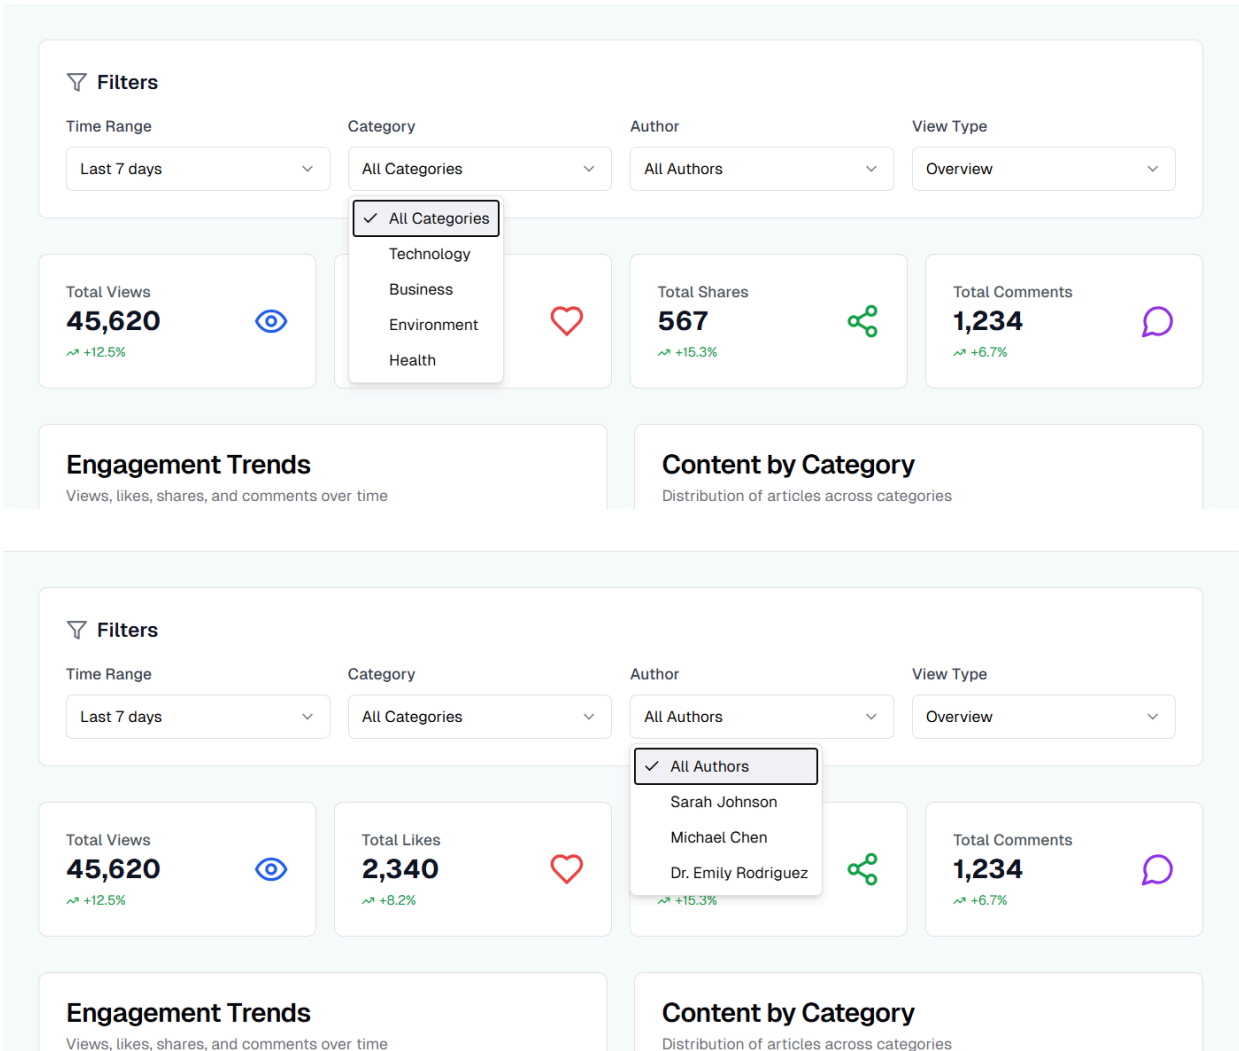 Filters
Time Range
Category
Author
View Type
Last 7 days
All Categories
All Authors
Overview
All Categories
Technology
Business
Environment
Health
Total Views
45,620
+12.5%
Total Shares
567
+15.3%
Total Comments
1,234
+6.7%
Engagement Trends
Views, likes, shares, and comments over time
Content by Category
Distribution of articles across categories
Filters
Time Range
Category
Author
View Type
Last 7 days
All Categories
All Authors
Overview
All Authors
Sarah Johnson
Michael Chen
Dr. Emily Rodriguez
Total Views
45,620
+12.5%
Total Likes
2,340
+8.2%
+15.3%
Total Comments
1,234
+6.7%
Engagement Trends
Views, likes, shares, and comments over time
Content by Category
Distribution of articles across categories